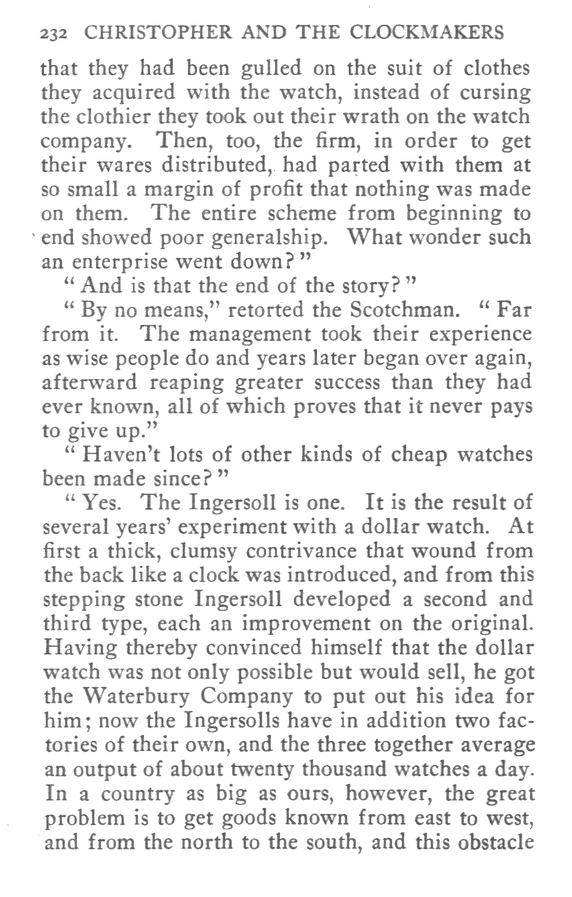 232 CHRISTOPHER AND THE CLOCKMAKERS
that they had been gulled on the suit of clothes
they acquired with the watch, instead of cursing
the clothier they took out their wrath on the watch
company. Then, too, the firm, in order to get
their wares distributed, had parted with them at
so small a margin of profit that nothing was made
on them. The entire scheme from beginning to
end showed poor generalship. What wonder such
an enterprise went down?”
“ And is that the end of the story? ”
“ By no means,” retorted the Scotchman. “ Far
from it. The management took their experience
as wise people do and years later began over again,
afterward reaping greater success than they had
ever known, all of which proves that it never pays
to give up.”
“ Haven't lots of other kinds of cheap watches
been made since? ”
“ Yes. The Ingersoll is one. It is the result of
several years’ experiment with a dollar watch. At
first a thick, clumsy contrivance that wound from
the back like a clock was introduced, and from this
stepping stone Ingersoll developed a second and
third type, each an improvement on the original.
Having thereby convinced himself that the dollar
watch was not only possible but would sell, he got
the Waterbury Company to put out his idea for
him; now the Ingersolls have in addition two fac-
tories of their own, and the three together average
an output of about twenty thousand watches a day.
In a country as big as ours, however, the great
problem is to get goods known from east to west,
and from the north to the south, and this obstacle